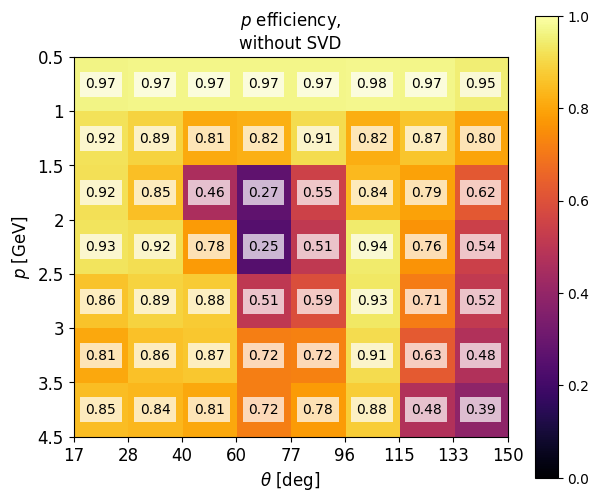 p efficiency,
without SVD
0.5
0.97 0.97 0.97 0.97 0.97 0.98 0.97 0.95
1
0.92 0.89 0.81 0.82 0.91 0.82 0.87 0.80
1.5
0.92 0.85 0.46 0.27 0.55 0.84 0.79 0.62
2
0.93 0.92 0.78 0.25 0.51 0.94 0.76 0.54
2.5
0.86 0.89 0.88 0.51 0.59 0.93 0.71 0.52
3
0.81 0.86 0.87 0.72 0.72 0.91 0.63 0.48
3.5
0.85 0.84 0.81 0.72 0.78 0.88 0.48 0.39
4.5
p [GeV]
17 28 40 60 77 96 115 133 150
θ [deg]
1.0
0.8
0.6
0.4
0.2
0.0